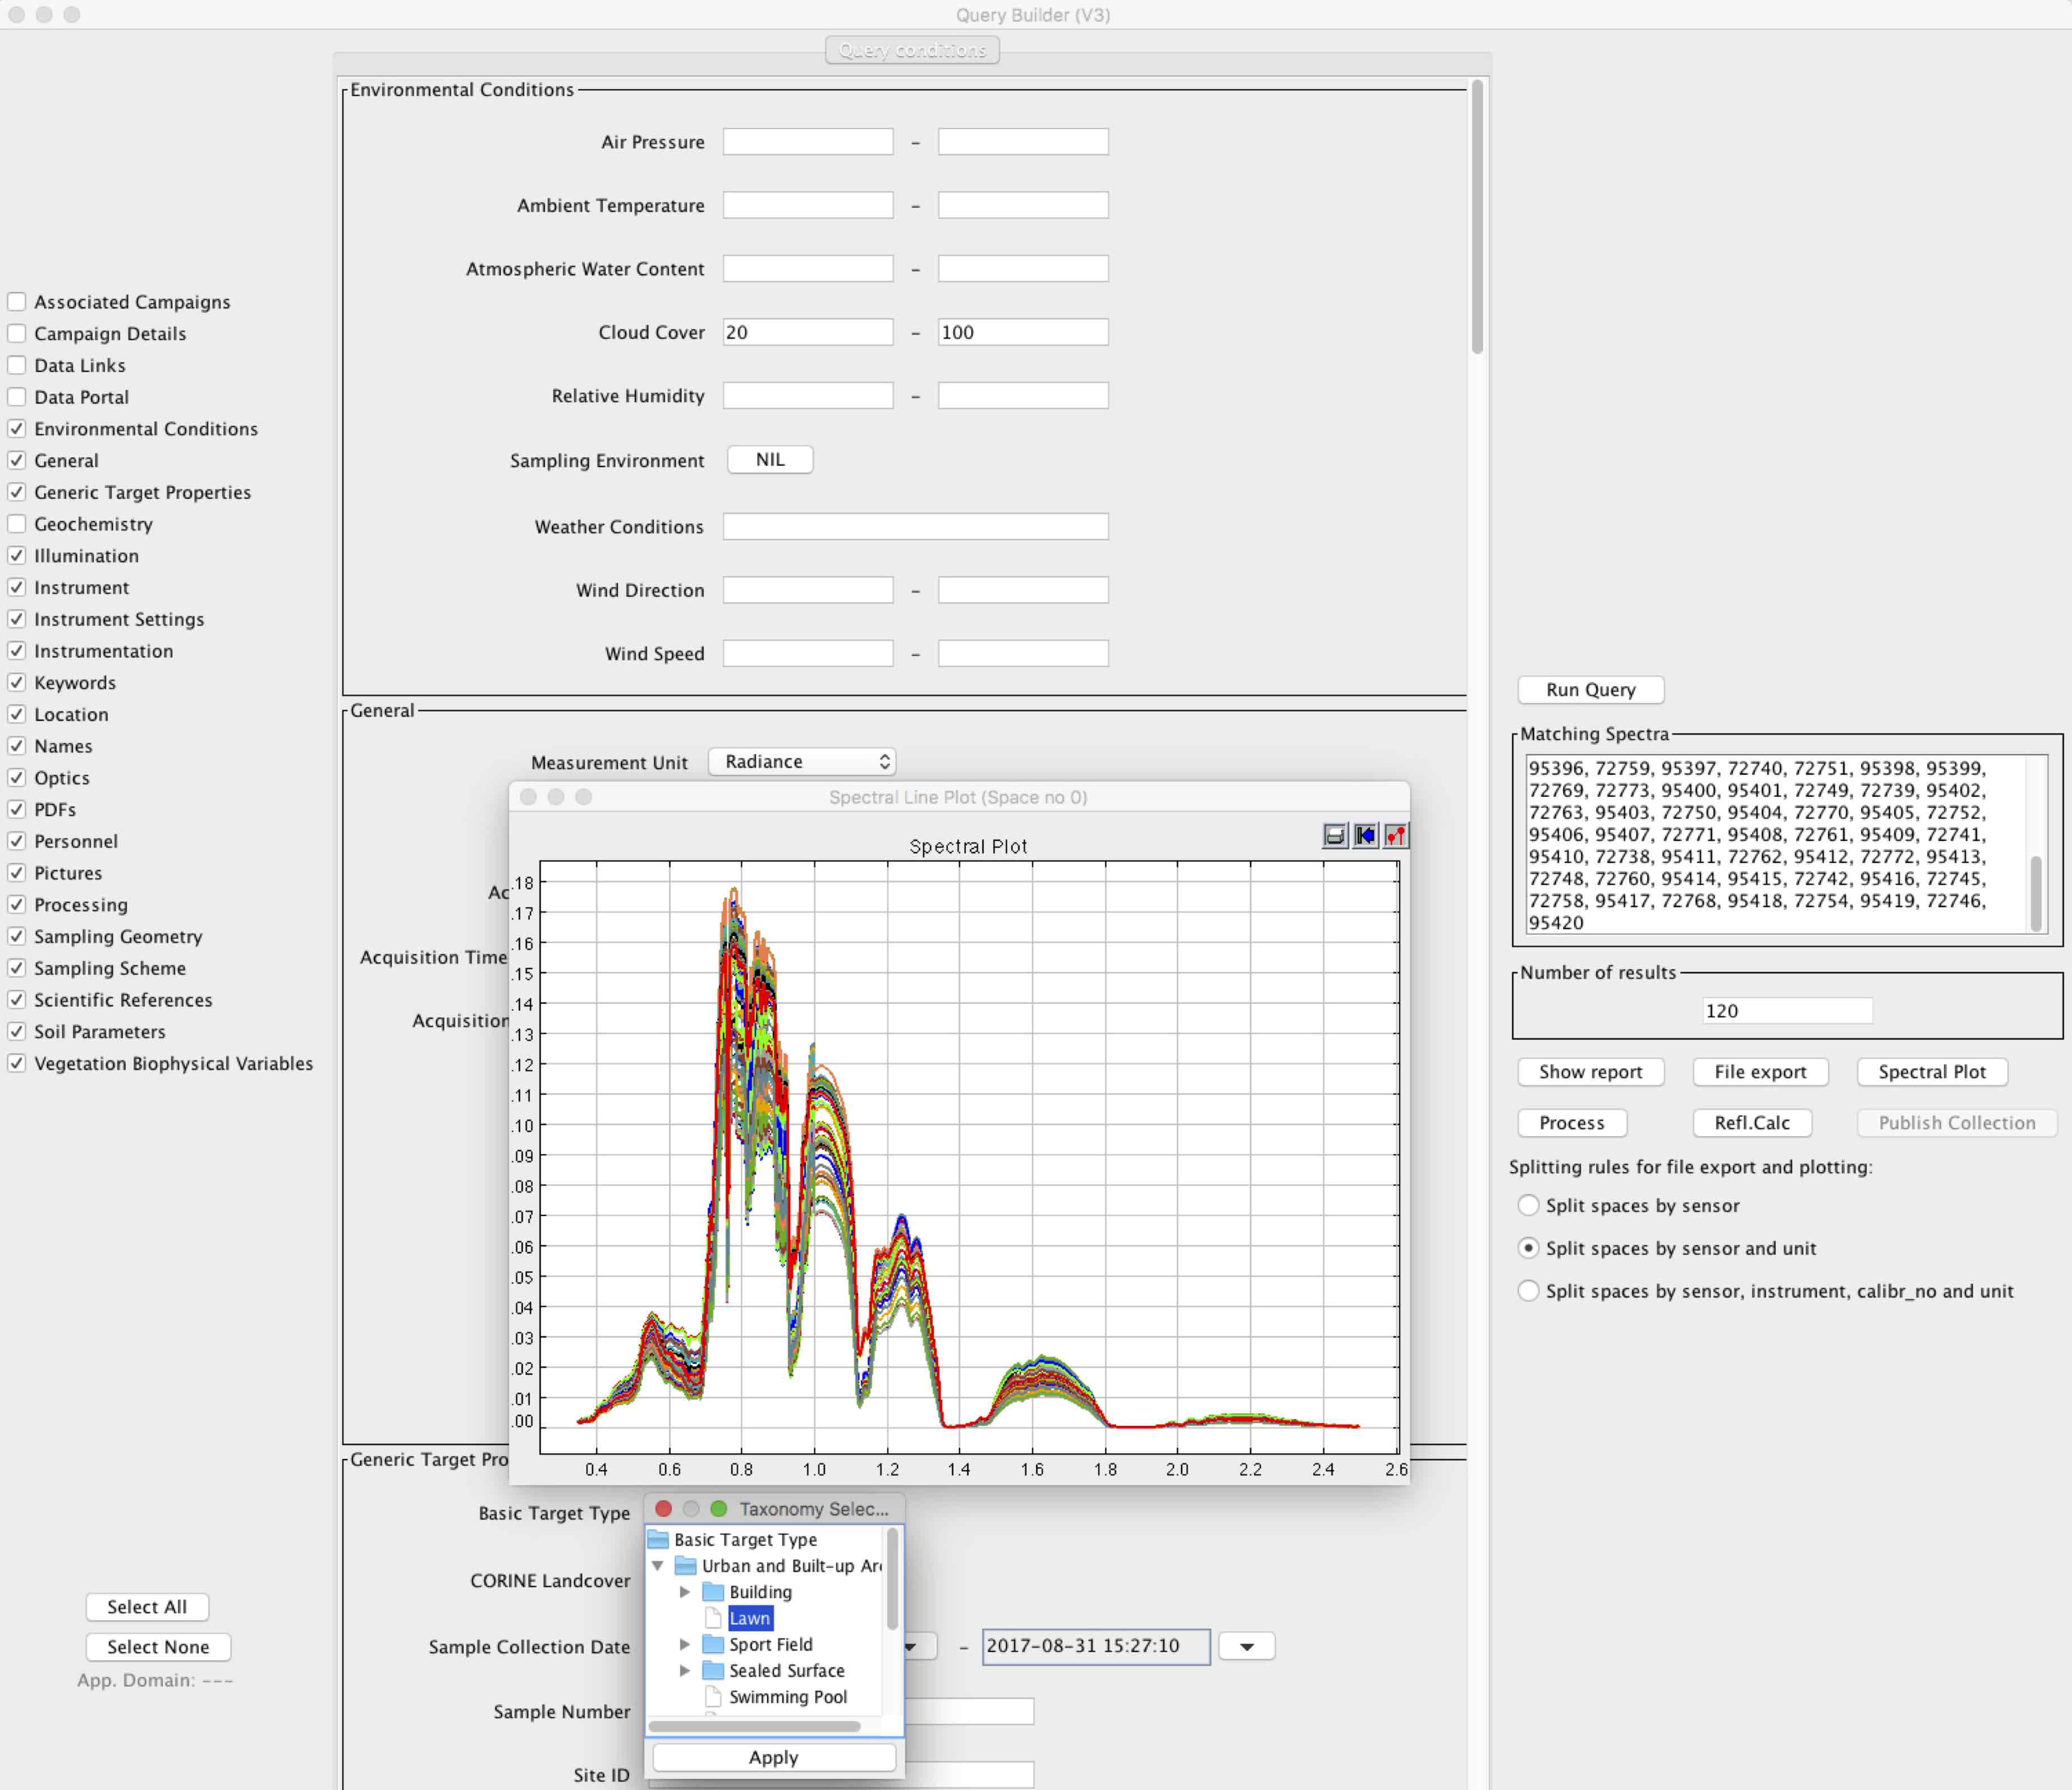 Query Builder (V3)
Query conditions
Associated Campaigns
Campaign Details
Data Links
Data Portal
Environmental Conditions
General
Generic Target Properties
Geochemistry
Illumination
Instrument
Instrument Settings
Instrumentation
Keywords
Location
Names
Optics
PDFs
Personnel
Pictures
Processing
Sampling Geometry
Sampling Scheme
Scientific References
Soil Parameters
Vegetation Biophysical Variables
Select All
Select None
App. Domain: ---
Environmental Conditions
Air Pressure -
Ambient Temperature -
Atmospheric Water Content -
Cloud Cover 20 - 100
Relative Humidity -
Sampling Environment NIL
Weather Conditions
Wind Direction -
Wind Speed -
General
Measurement Unit Radiance
Ac
Acquisition Time
Acquisition
Spectral Line Plot (Space no 0)
Spectral Plot
.18
.17
.16
.15
.14
.13
.12
.11
.10
.09
.08
.07
.06
.05
.04
.03
.02
.01
.00
0.4 0.6 0.8 1.0 1.2 1.4 1.6 1.8 2.0 2.2 2.4 2.6
Generic Target Pro
Basic Target Type
CORINE Landcover
Sample Collection Date - 2017-08-31 15:27:10
Sample Number
Site ID
Taxonomy Selec...
Basic Target Type
Urban and Built-up Are
Building
Lawn
Sport Field
Sealed Surface
Swimming Pool
Apply
Run Query
Matching Spectra
95396, 72759, 95397, 72740, 72751, 95398, 95399,
72769, 72773, 95400, 95401, 72749, 72739, 95402,
72763, 95403, 72750, 95404, 72770, 95405, 72752,
95406, 95407, 72771, 95408, 72761, 95409, 72741,
95410, 72738, 95411, 72762, 95412, 72772, 95413,
72748, 72760, 95414, 95415, 72742, 95416, 72745,
72758, 95417, 72768, 95418, 72754, 95419, 72746,
95420
Number of results
120
Show report File export Spectral Plot
Process Refl.Calc Publish Collection
Splitting rules for file export and plotting:
Split spaces by sensor
Split spaces by sensor and unit
Split spaces by sensor, instrument, calibr_no and unit